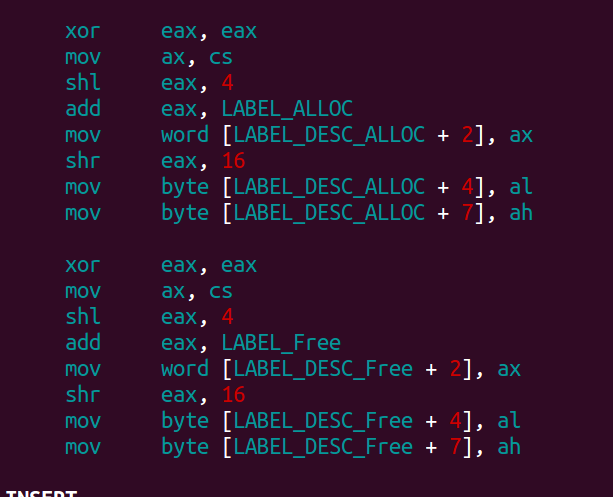 xor     eax, eax
mov     ax, cs
shl     eax, 4
add     eax, LABEL_ALLOC
mov     word [LABEL_DESC_ALLOC + 2], ax
shr     eax, 16
mov     byte [LABEL_DESC_ALLOC + 4], al
mov     byte [LABEL_DESC_ALLOC + 7], ah

xor     eax, eax
mov     ax, cs
shl     eax, 4
add     eax, LABEL_Free
mov     word [LABEL_DESC_Free + 2], ax
shr     eax, 16
mov     byte [LABEL_DESC_Free + 4], al
mov     byte [LABEL_DESC_Free + 7], ah

INSERT